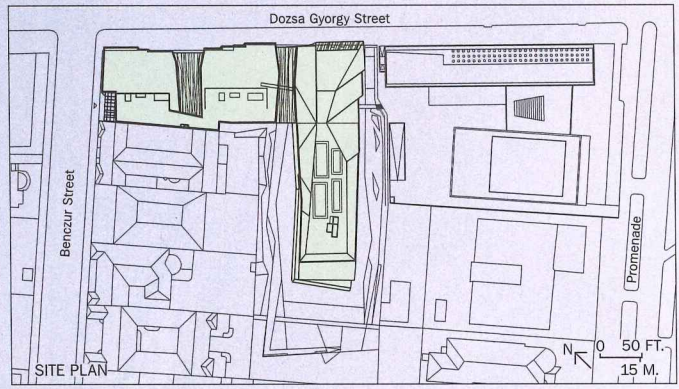 Dozsa Gyorgy Street
Benczur Street
Promenade
N 0 50 FT.
15 M.
SITE PLAN